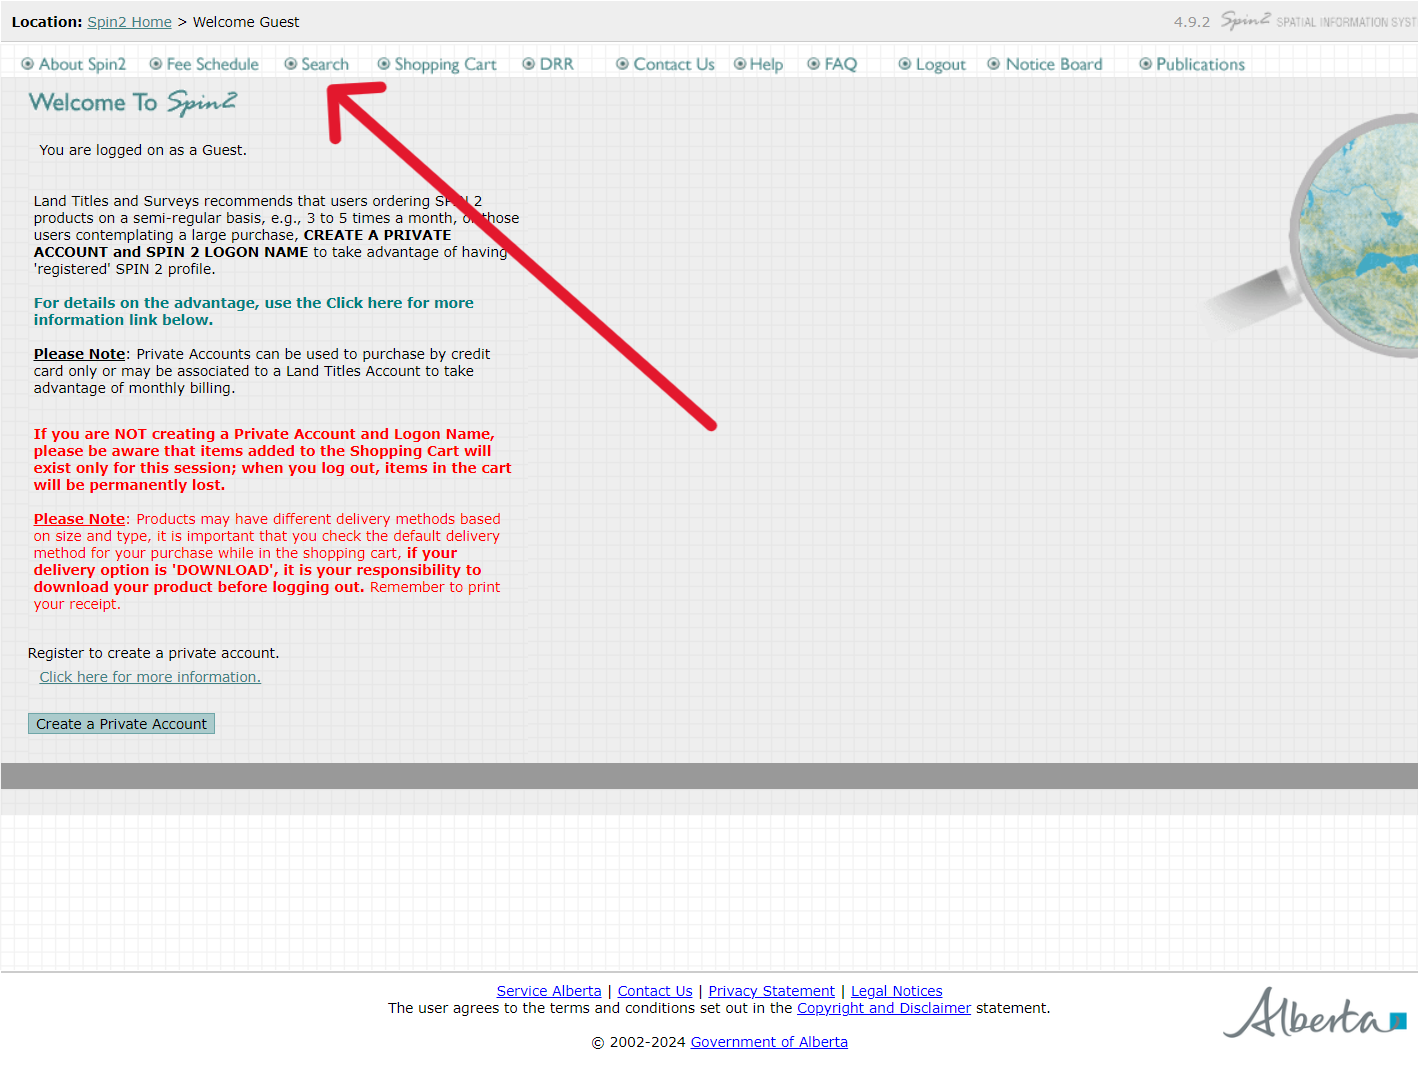 Location: Spin2 Home > Welcome Guest
4.9.2 Spin2 SPATIAL INFORMATION SYST
About Spin2 Fee Schedule Search Shopping Cart DRR Contact Us Help FAQ Logout Notice Board Publications
Welcome To Spin2
You are logged on as a Guest.
Land Titles and Surveys recommends that users ordering SPIN 2
products on a semi-regular basis, e.g., 3 to 5 times a month, or those
users contemplating a large purchase, CREATE A PRIVATE
ACCOUNT and SPIN 2 LOGON NAME to take advantage of having
'registered' SPIN 2 profile.
For details on the advantage, use the Click here for more
information link below.
Please Note: Private Accounts can be used to purchase by credit
card only or may be associated to a Land Titles Account to take
advantage of monthly billing.
If you are NOT creating a Private Account and Logon Name,
please be aware that items added to the Shopping Cart will
exist only for this session; when you log out, items in the cart
will be permanently lost.
Please Note: Products may have different delivery methods based
on size and type, it is important that you check the default delivery
method for your purchase while in the shopping cart, if your
delivery option is 'DOWNLOAD', it is your responsibility to
download your product before logging out. Remember to print
your receipt.
Register to create a private account.
Click here for more information.
Create a Private Account
Service Alberta | Contact Us | Privacy Statement | Legal Notices
The user agrees to the terms and conditions set out in the Copyright and Disclaimer statement.
© 2002-2024 Government of Alberta
Alberta